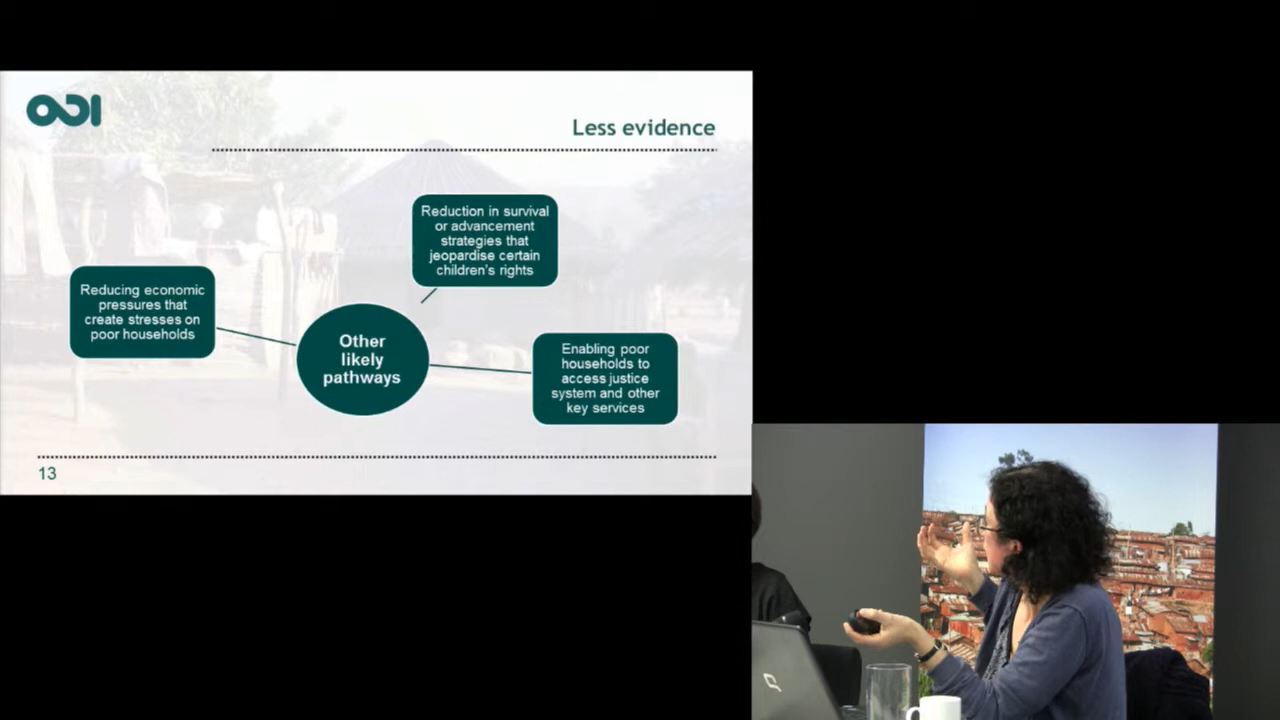 ODI
Less evidence
Reduction in survival
or advancement
strategies that
jeopardise certain
children's rights
Reducing economic
pressures that
create stresses on
poor households
Other
likely
pathways
Enabling poor
households to
access justice
system and other
key services
13